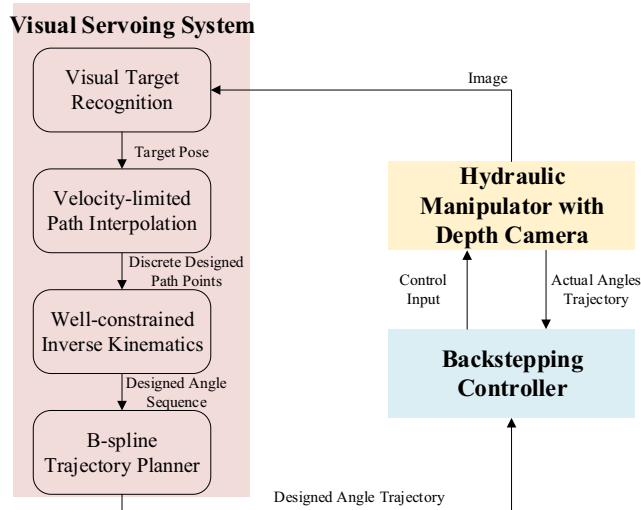 Visual Servoing System
Visual Target
Recognition
Target Pose
Velocity-limited
Path Interpolation
Discrete Designed
Path Points
Well-constrained
Inverse Kinematics
Designed Angle
Sequence
B-spline
Trajectory Planner
Image
Hydraulic
Manipulator with
Depth Camera
Control
Input
Actual Angles
Trajectory
Backstepping
Controller
Designed Angle Trajectory